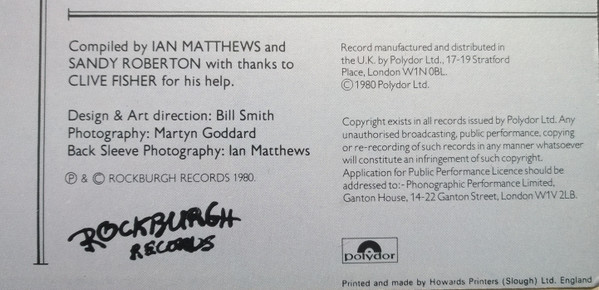 Compiled by IAN MATTHEWS and
SANDY ROBERTON with thanks to
CLIVE FISHER for his help.
Design & Art direction: Bill Smith
Photography: Martyn Goddard
Back Sleeve Photography: Ian Matthews
Ⓟ & © ROCKBURGH RECORDS 1980.
ROCKBURGH
RECORDS
Record manufactured and distributed in
the U.K. by Polydor Ltd., 17-19 Stratford
Place, London W1N 0BL.
© 1980 Polydor Ltd.
Copyright exists in all records issued by Polydor Ltd. Any
unauthorised broadcasting, public performance, copying
or re-recording of such records in any manner whatsoever
will constitute an infringement of such copyright.
Application for Public Performance Licence should be
addressed to:- Phonographic Performance Limited,
Ganton House, 14-22 Ganton Street, London W1V 2LB.
polydor
Printed and made by Howards Printers (Slough) Ltd. England